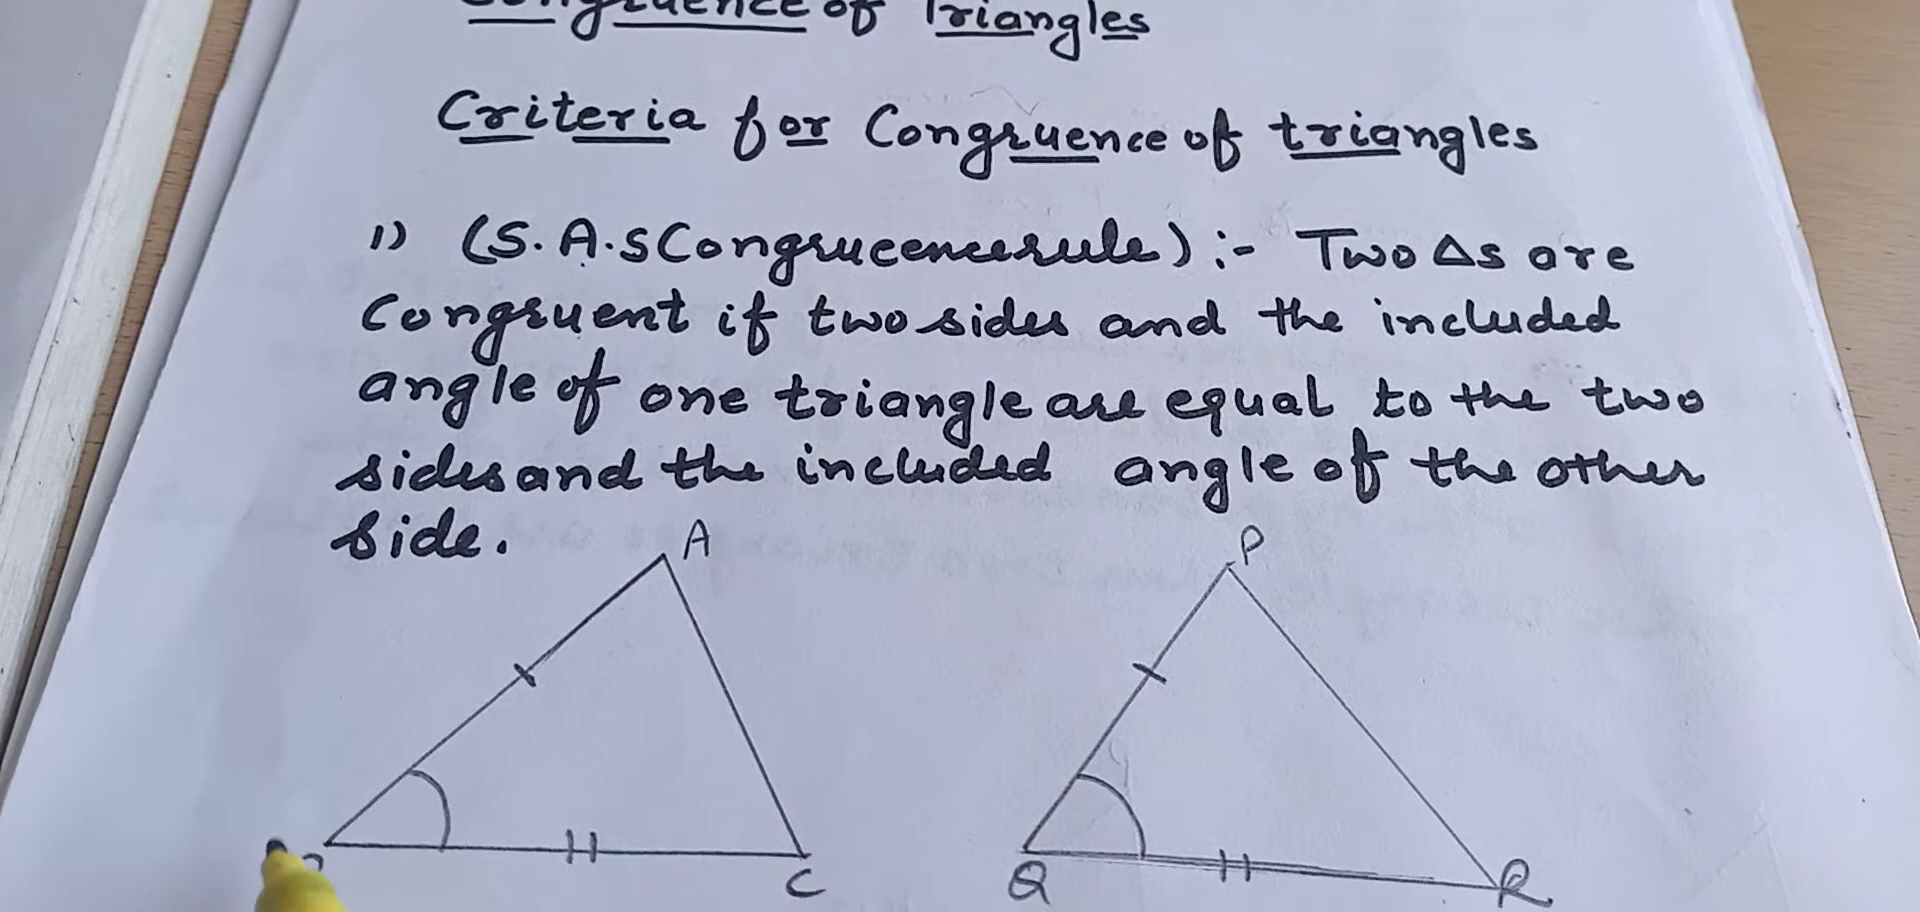 Congruence of Triangles
Criteria for Congruence of triangles
1) (S.A.S Congrucence rule) :- Two Δs are
Congruent if two sides and the included
angle of one triangle are equal to the two
sides and the included angle of the other
side.
A P
C Q R